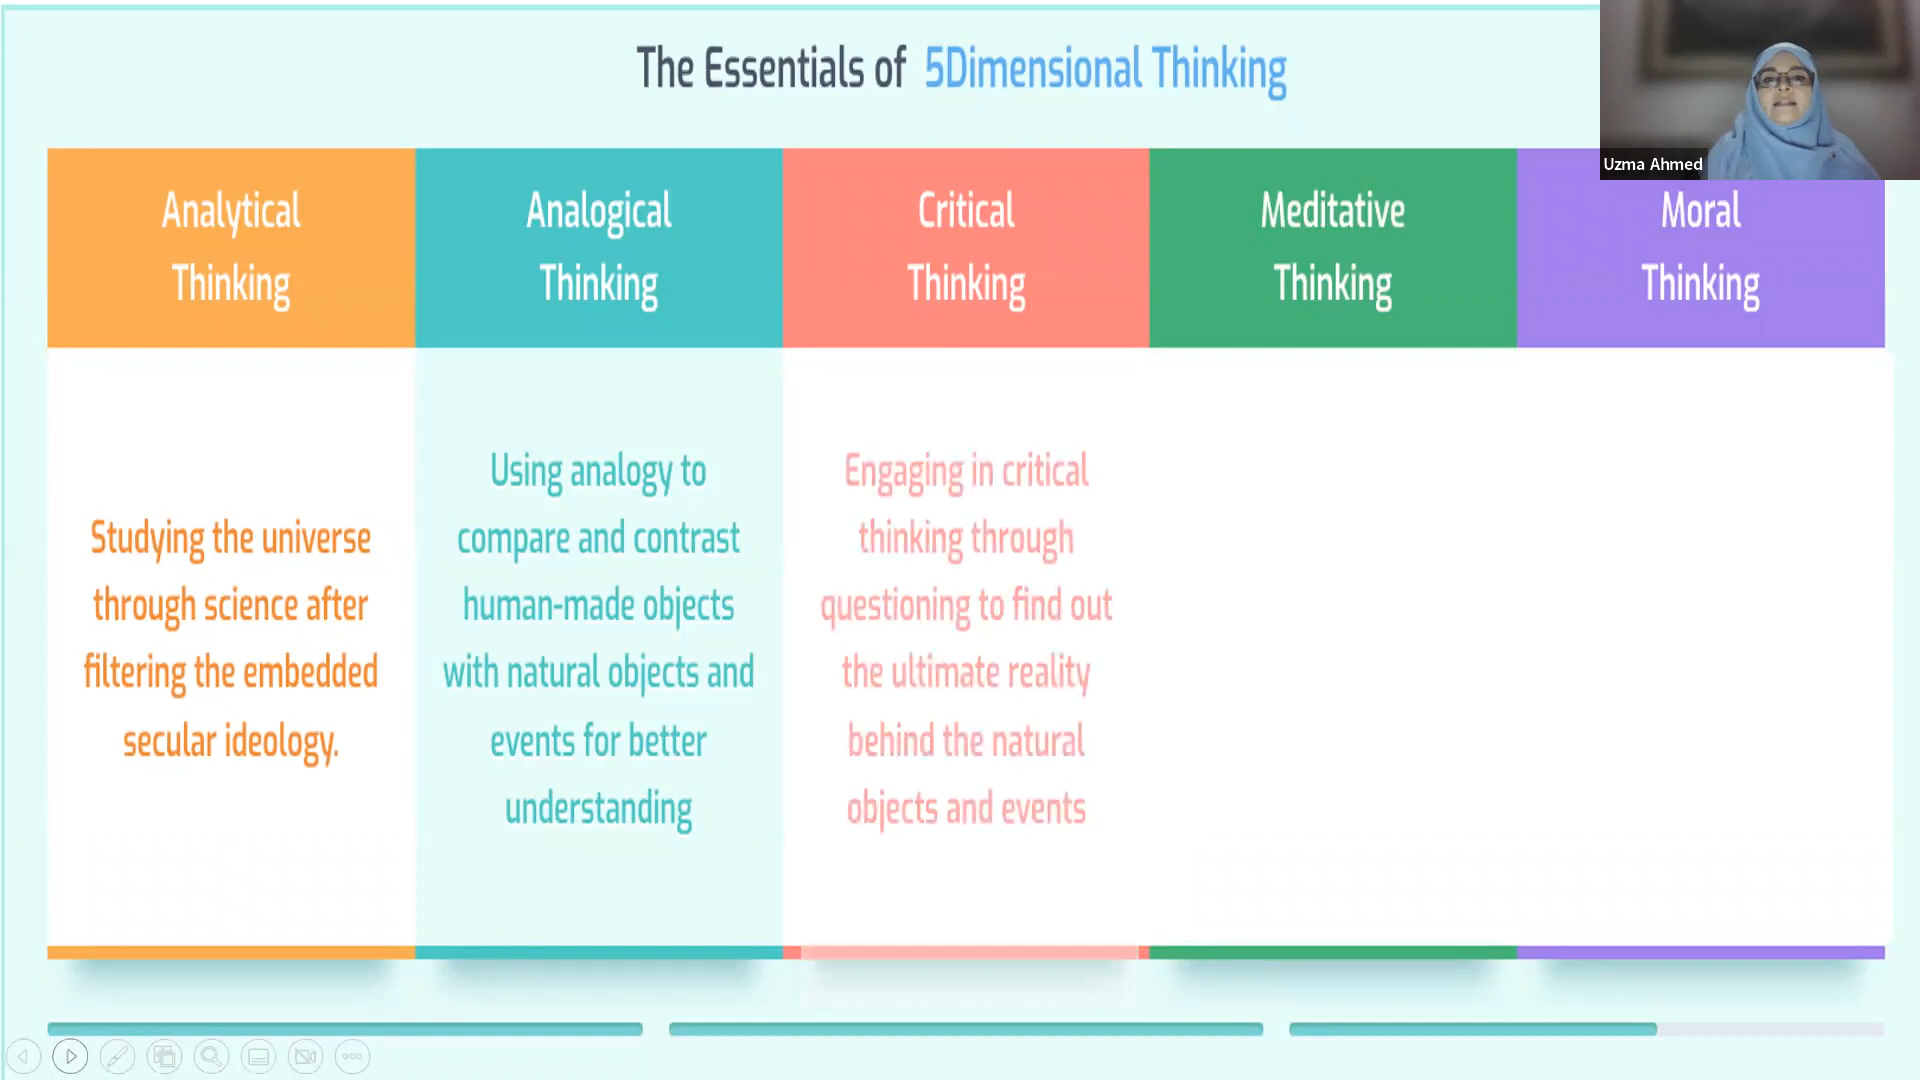 The Essentials of 5Dimensional Thinking
Uzma Ahmed
Analytical
Thinking
Analogical
Thinking
Critical
Thinking
Meditative
Thinking
Moral
Thinking
Studying the universe
through science after
filtering the embedded
secular ideology.
Using analogy to
compare and contrast
human-made objects
with natural objects and
events for better
understanding
Engaging in critical
thinking through
questioning to find out
the ultimate reality
behind the natural
objects and events